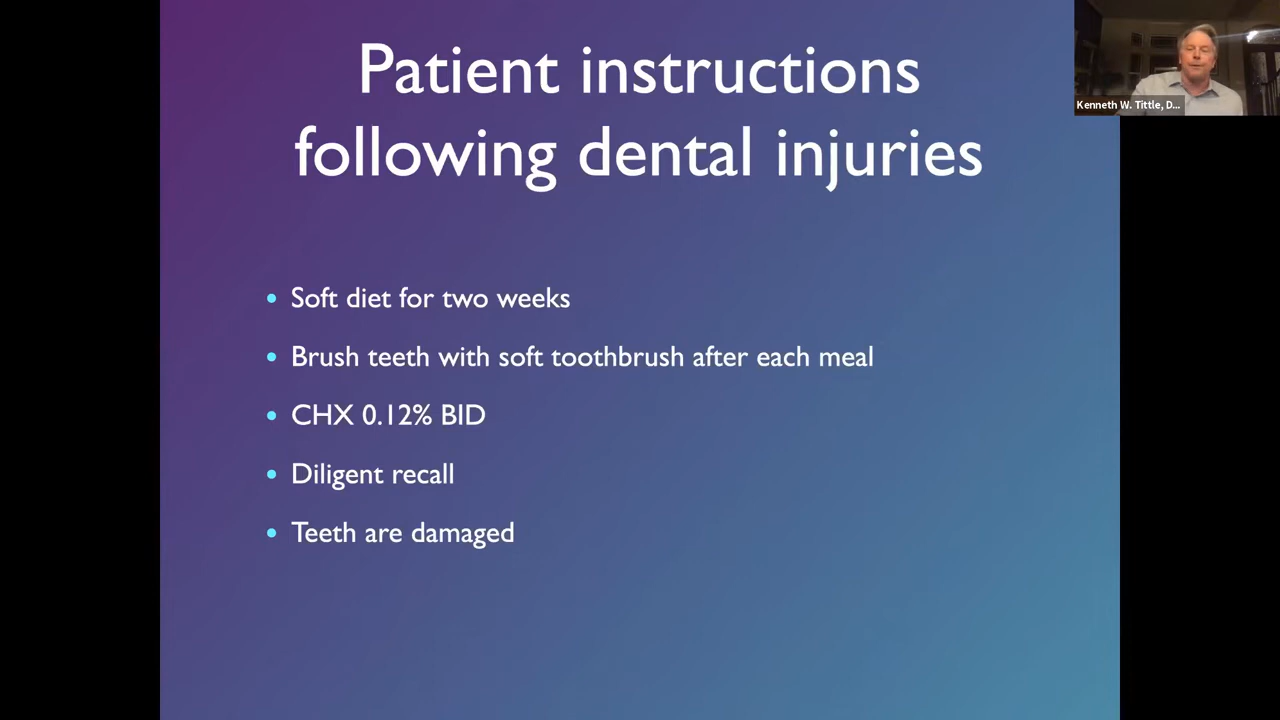 Patient instructions
following dental injuries
Kenneth W. Tittle, D...
• Soft diet for two weeks
• Brush teeth with soft toothbrush after each meal
• CHX 0.12% BID
• Diligent recall
• Teeth are damaged